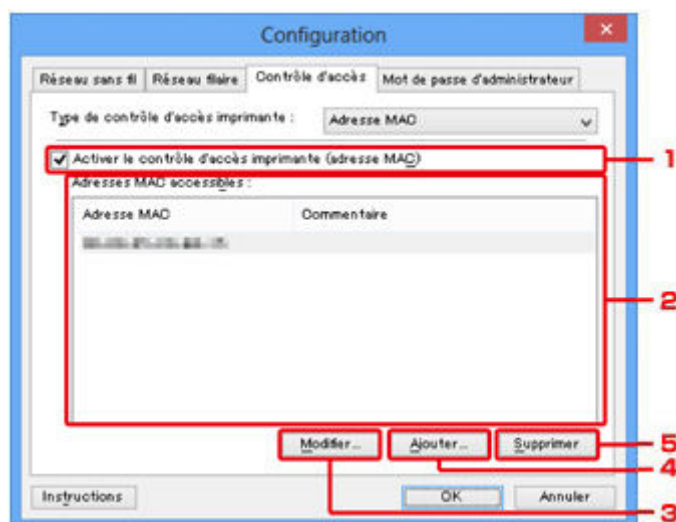 Configuration
Réseau sans fil Réseau filaire Contrôle d'accès Mot de passe d'administrateur
Type de contrôle d'accès imprimante : Adresse MAC
Activer le contrôle d'accès imprimante (adresse MAC) 1
Adresses MAC accessibles :
Adresse MAC Commentaire
2
Modifier... Ajouter... Supprimer 5
4
Instructions OK Annuler
3